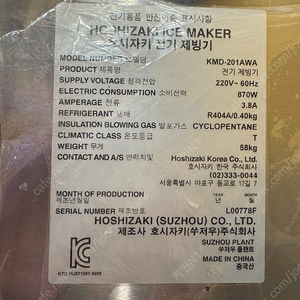 전기용품 안전인증 표시사항
HOSHIZAKI ICE MAKER
호시자키 전기 제빙기
MODEL NUMBER 모델명 KMD-201AWA
PRODUCT 제품명 전기 제빙기
SUPPLY VOLTAGE 정격전압 220V~ 60Hz
ELECTRIC CONSUMPTION 소비전력 870W
AMPERAGE 전류 3.8A
REFRIGERANT 냉매 R404A/0.40kg
INSULATION BLOWING GAS 발포가스 CYCLOPENTANE
CLIMATIC CLASS 온도등급 T
WEIGHT 무게 58kg
CONTACT and A/S 연락처 Hoshizaki Korea Co., Ltd.
호시자키 한국 주식회사
02)333-0044
서울특별시 마포구 동교로 17길 7
MONTH OF PRODUCTION
제조년월일
SERIAL NUMBER 제조번호 L00778F
HOSHIZAKI (SUZHOU) CO., LTD.
제조사 호시자키(쑤저우)주식회사
SUZHOU PLANT
쑤저우 플랜트
MADE IN CHINA
중국산